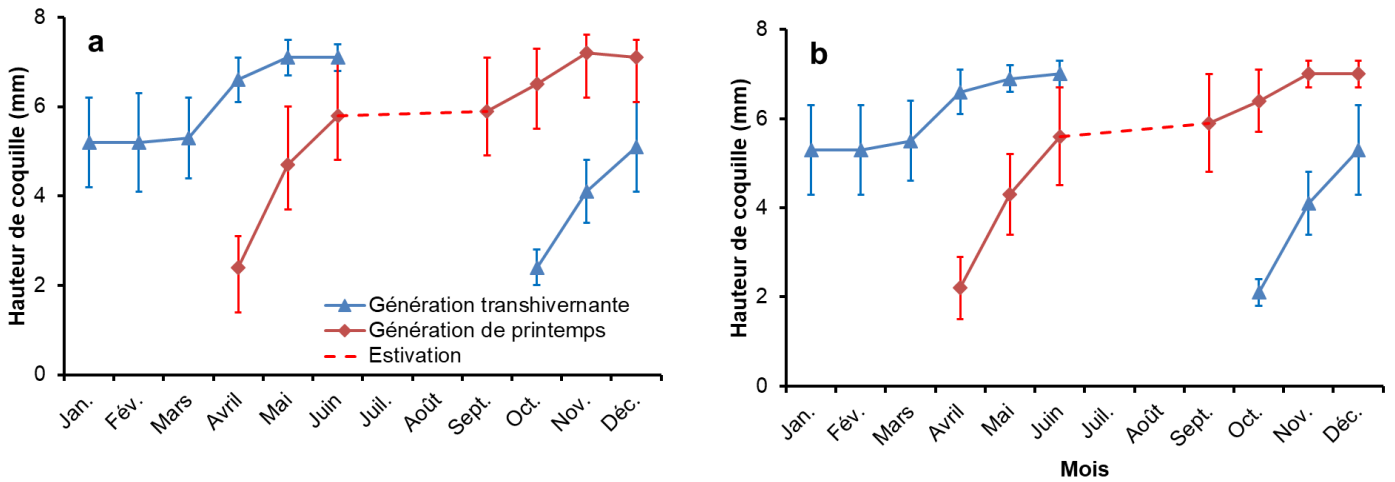 a
Hauteur de coquille (mm)
8
6
4
2
0
Génération transhivernante
Génération de printemps
Estivation
Jan.
Fév.
Mars
Avril
Mai
Juin
Juil.
Août
Sept.
Oct.
Nov.
Déc.
b
Hauteur de coquille (mm)
8
6
4
2
0
Jan.
Fév.
Mars
Avril
Mai
Juin
Juil.
Août
Sept.
Oct.
Nov.
Déc.
Mois